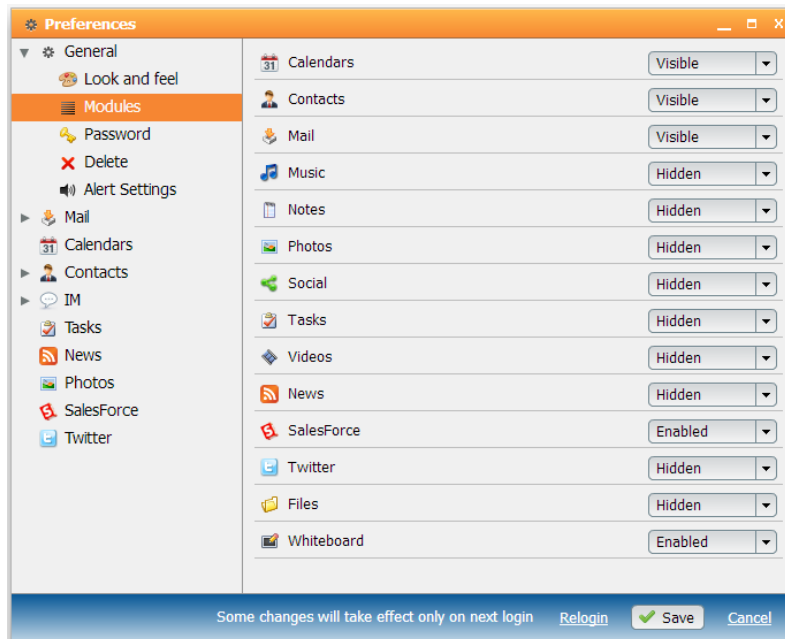 Preferences
General
Look and feel
Modules
Password
Delete
Alert Settings
Mail
31 Calendars
Contacts
IM
Tasks
News
Photos
SalesForce
Twitter
31 Calendars Visible
Contacts Visible
Mail Visible
Music Hidden
Notes Hidden
Photos Hidden
Social Hidden
Tasks Hidden
Videos Hidden
News Hidden
SalesForce Enabled
Twitter Hidden
Files Hidden
Whiteboard Enabled
Some changes will take effect only on next login Relogin Save Cancel